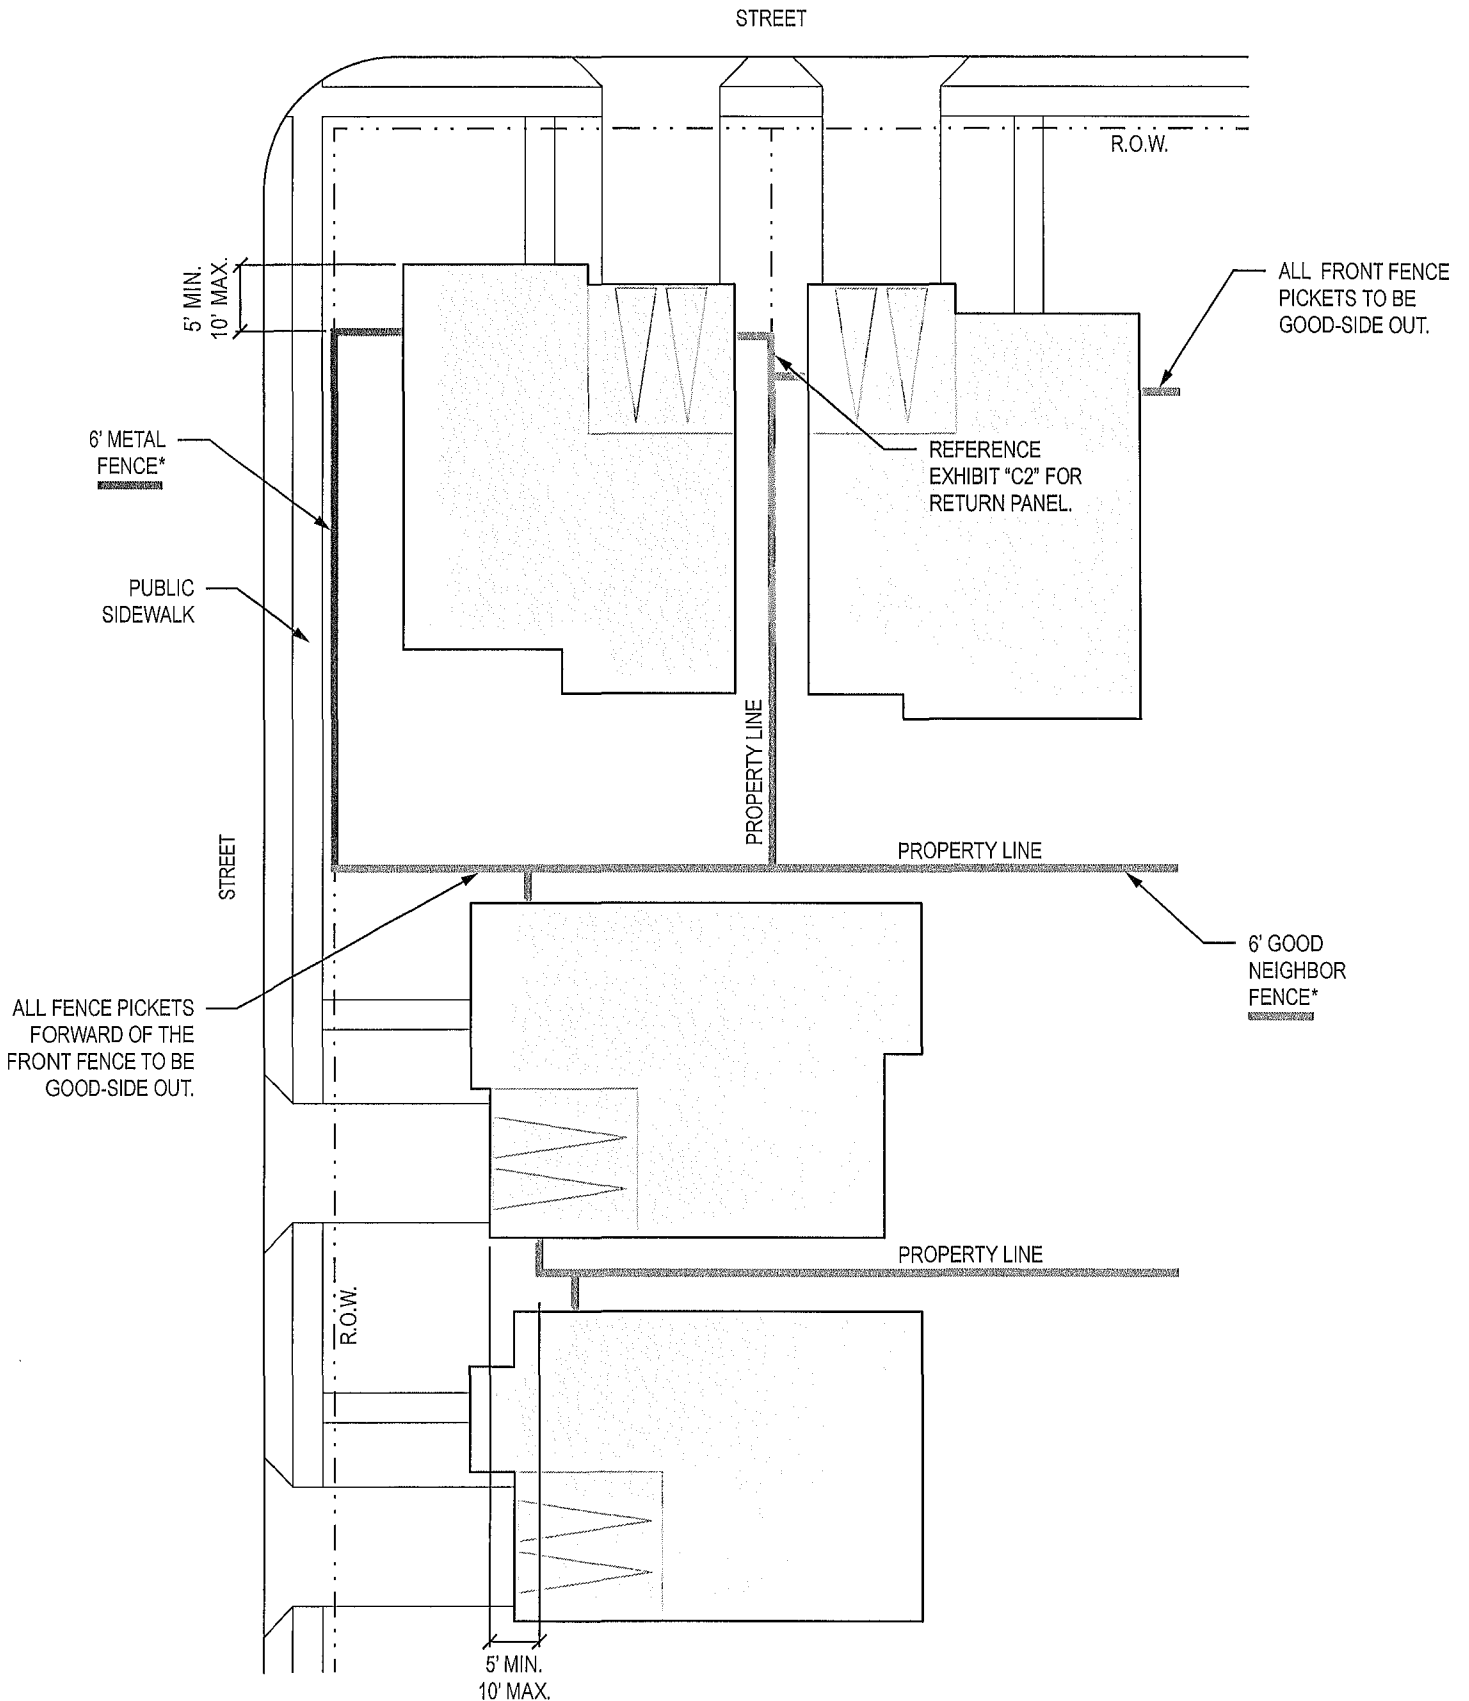 STREET
R.O.W.
5' MIN.
10' MAX.
ALL FRONT FENCE
PICKETS TO BE
GOOD-SIDE OUT.
6' METAL
FENCE*
REFERENCE
EXHIBIT "C2" FOR
RETURN PANEL.
PUBLIC
SIDEWALK
PROPERTY LINE
STREET
PROPERTY LINE
6' GOOD
NEIGHBOR
FENCE*
ALL FENCE PICKETS
FORWARD OF THE
FRONT FENCE TO BE
GOOD-SIDE OUT.
PROPERTY LINE
R.O.W.
5' MIN.
10' MAX.